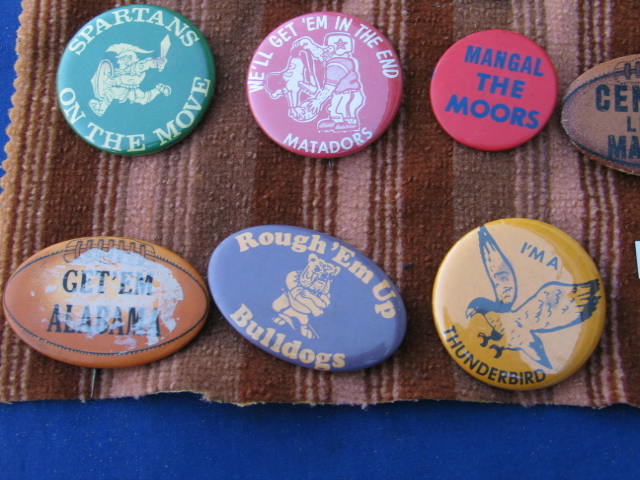 SPARTANS
ON THE MOVE
WE'LL GET 'EM IN THE END
MATADORS
MANGAL
THE
MOORS
GET 'EM
ALABAMA
Rough 'Em Up
Bulldogs
I'M A
THUNDERBIRD